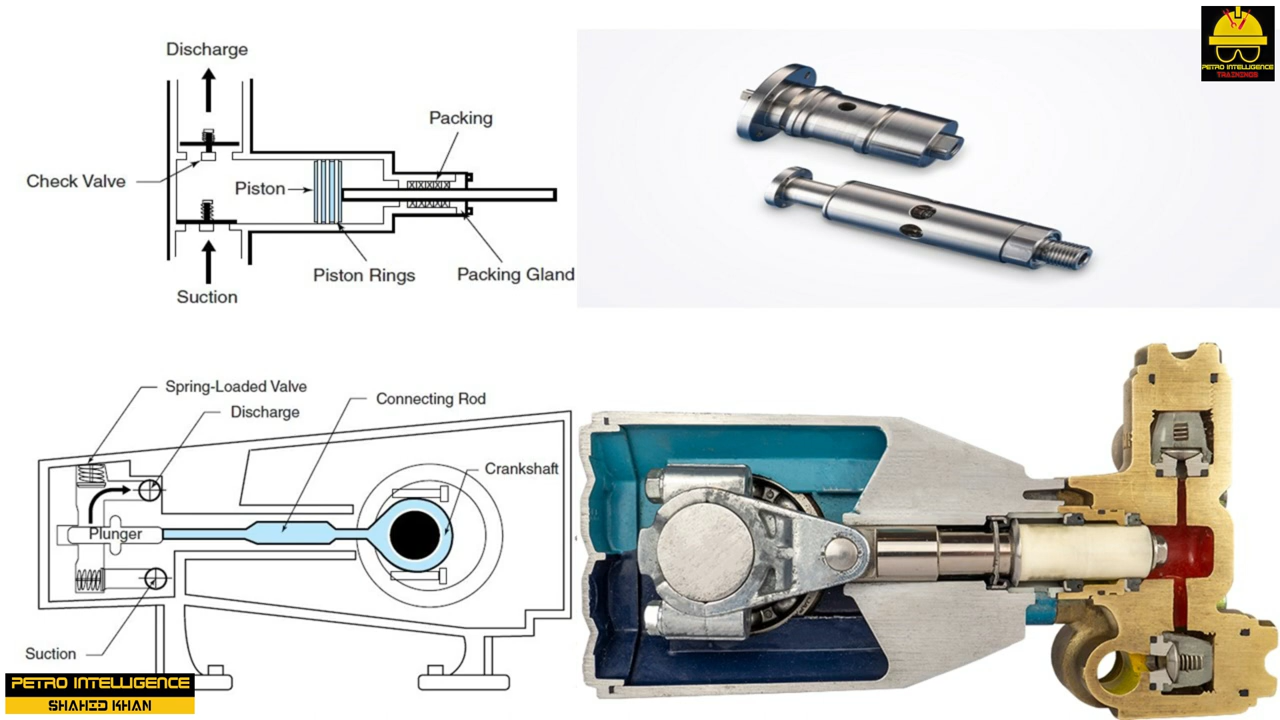 Discharge
Packing
Check Valve
Piston
Piston Rings
Packing Gland
Suction
PETRO INTELLIGENCE
TRAININGS
Spring-Loaded Valve
Discharge
Connecting Rod
Crankshaft
Plunger
Suction
PETRO INTELLIGENCE
SHAHID KHAN